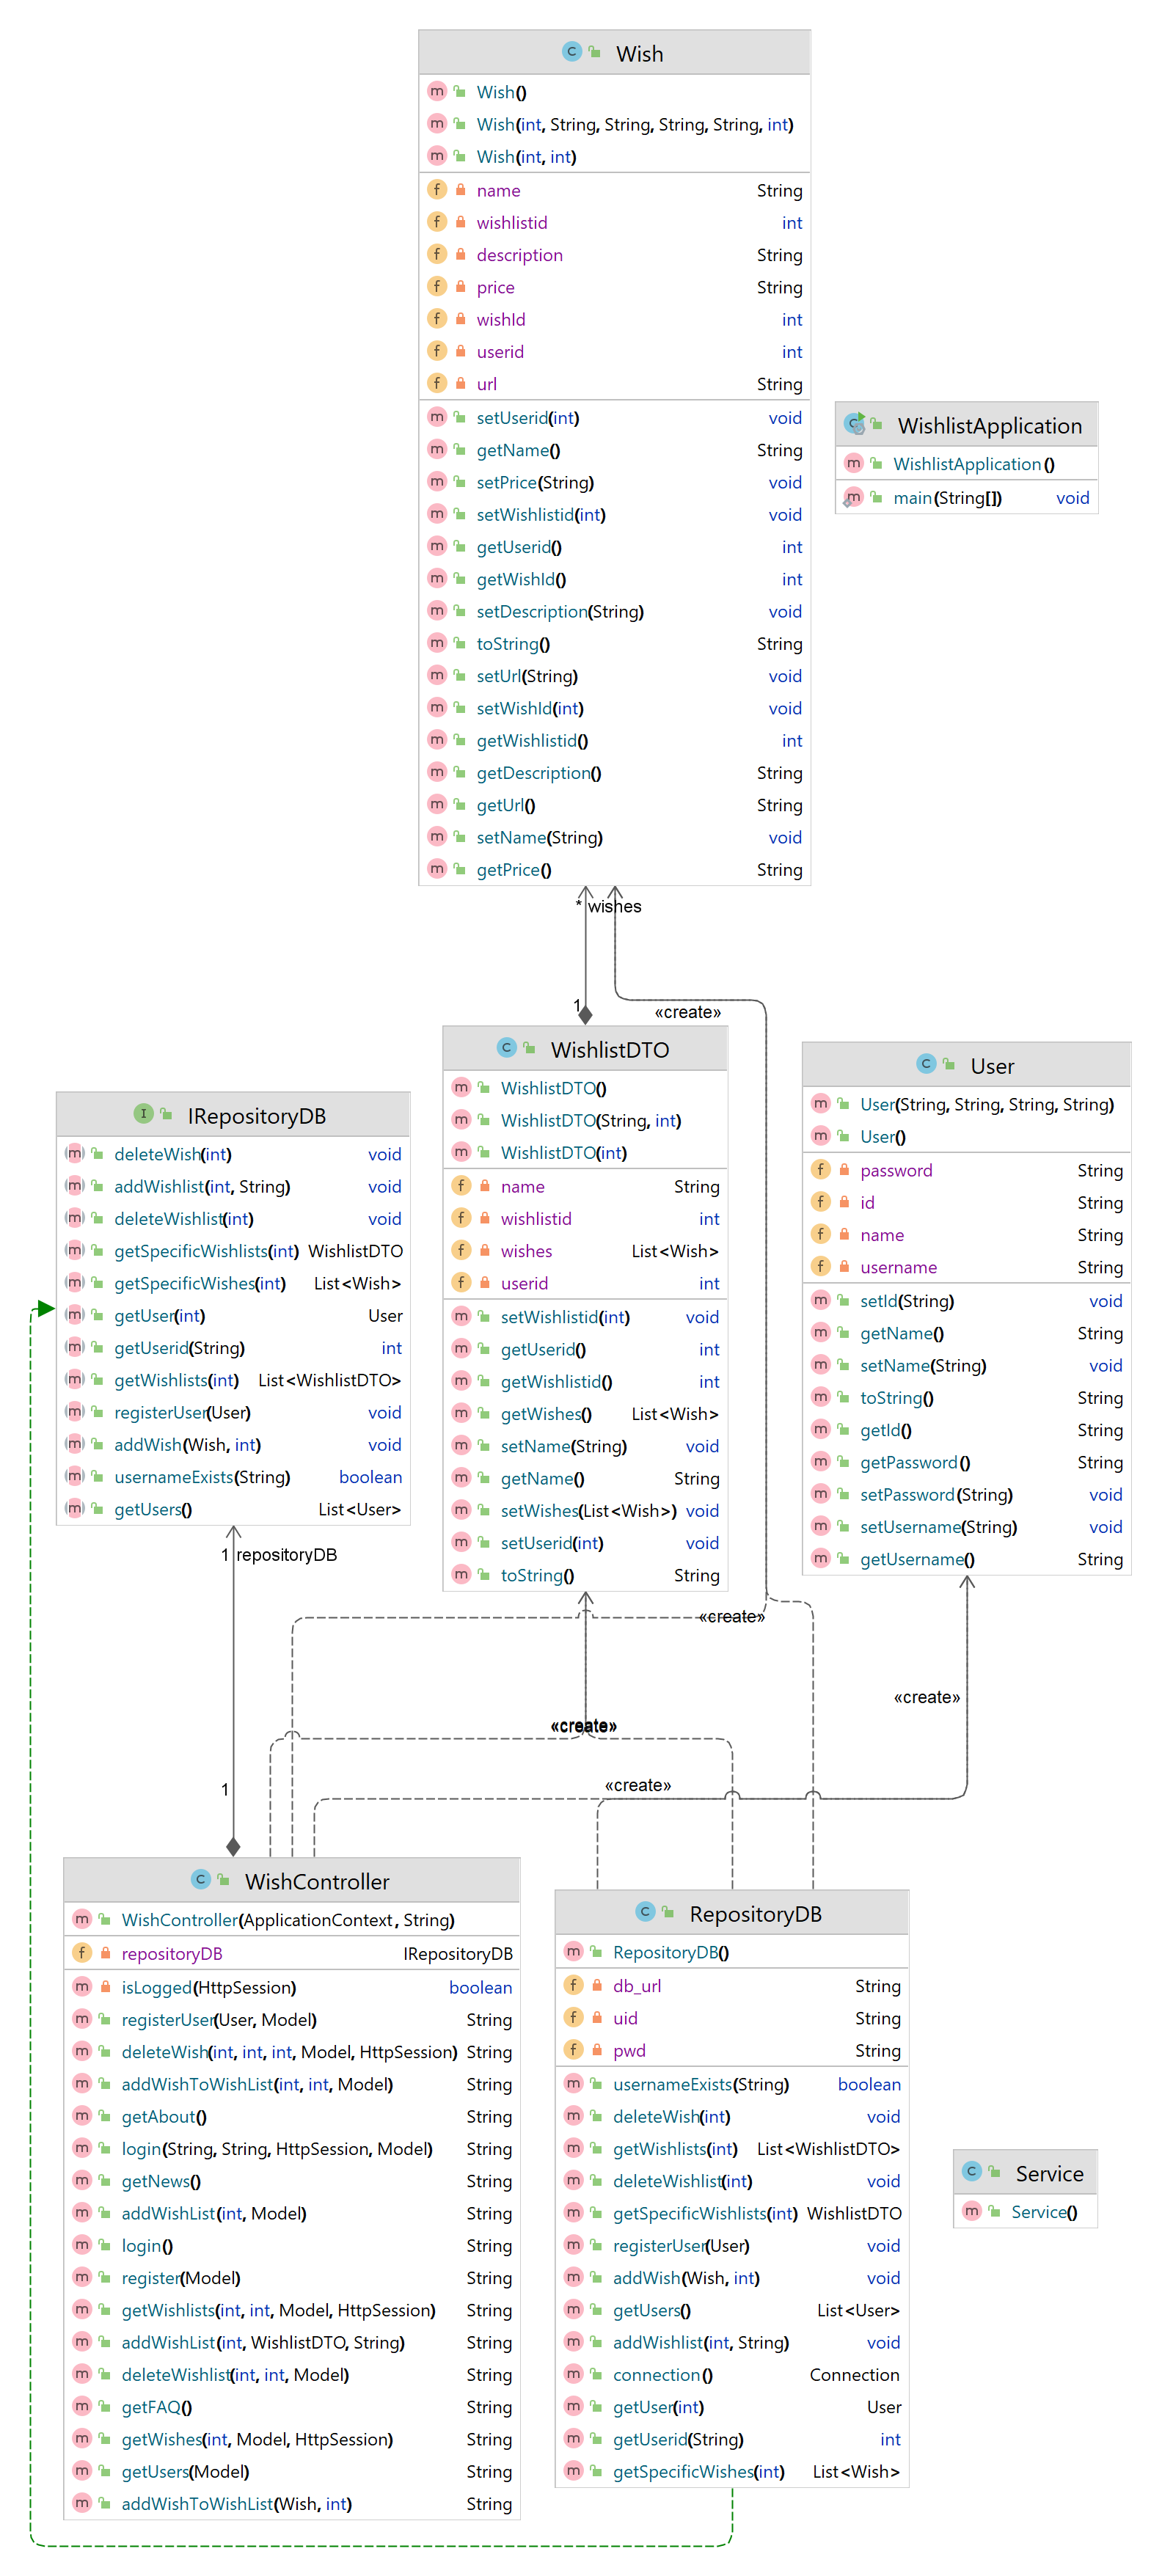 Wish
Wish()
Wish(int, String, String, String, String, int)
Wish(int, int)
name String
wishlistid int
description String
price String
wishId int
userid int
url String
setUserid(int) void
getName() String
setPrice(String) void
setWishlistid(int) void
getUserid() int
getWishId() int
setDescription(String) void
toString() String
setUrl(String) void
setWishId(int) void
getWishlistid() int
getDescription() String
getUrl() String
setName(String) void
getPrice() String
WishlistApplication
WishlistApplication()
main(String[]) void
* wishes
1
«create»
WishlistDTO
WishlistDTO()
WishlistDTO(String, int)
WishlistDTO(int)
name String
wishlistid int
wishes List<Wish>
userid int
setWishlistid(int) void
getUserid() int
getWishlistid() int
getWishes() List<Wish>
setName(String) void
getName() String
setWishes(List<Wish>) void
setUserid(int) void
toString() String
User
User(String, String, String, String)
User()
password String
id String
name String
username String
setId(String) void
getName() String
setName(String) void
toString() String
getId() String
getPassword() String
setPassword(String) void
setUsername(String) void
getUsername() String
IRepositoryDB
deleteWish(int) void
addWishlist(int, String) void
deleteWishlist(int) void
getSpecificWishlists(int) WishlistDTO
getSpecificWishes(int) List<Wish>
getUser(int) User
getUserid(String) int
getWishlists(int) List<WishlistDTO>
registerUser(User) void
addWish(Wish, int) void
usernameExists(String) boolean
getUsers() List<User>
1 repositoryDB
«create»
«create»
«create»
«create»
1
WishController
WishController(ApplicationContext, String)
repositoryDB IRepositoryDB
isLogged(HttpSession) boolean
registerUser(User, Model) String
deleteWish(int, int, int, Model, HttpSession) String
addWishToWishList(int, int, Model) String
getAbout() String
login(String, String, HttpSession, Model) String
getNews() String
addWishList(int, Model) String
login() String
register(Model) String
getWishlists(int, int, Model, HttpSession) String
addWishList(int, WishlistDTO, String) String
deleteWishlist(int, int, Model) String
getFAQ() String
getWishes(int, Model, HttpSession) String
getUsers(Model) String
addWishToWishList(Wish, int) String
RepositoryDB
RepositoryDB()
db_url String
uid String
pwd String
usernameExists(String) boolean
deleteWish(int) void
getWishlists(int) List<WishlistDTO>
deleteWishlist(int) void
getSpecificWishlists(int) WishlistDTO
registerUser(User) void
addWish(Wish, int) void
getUsers() List<User>
addWishlist(int, String) void
connection() Connection
getUser(int) User
getUserid(String) int
getSpecificWishes(int) List<Wish>
Service
Service()